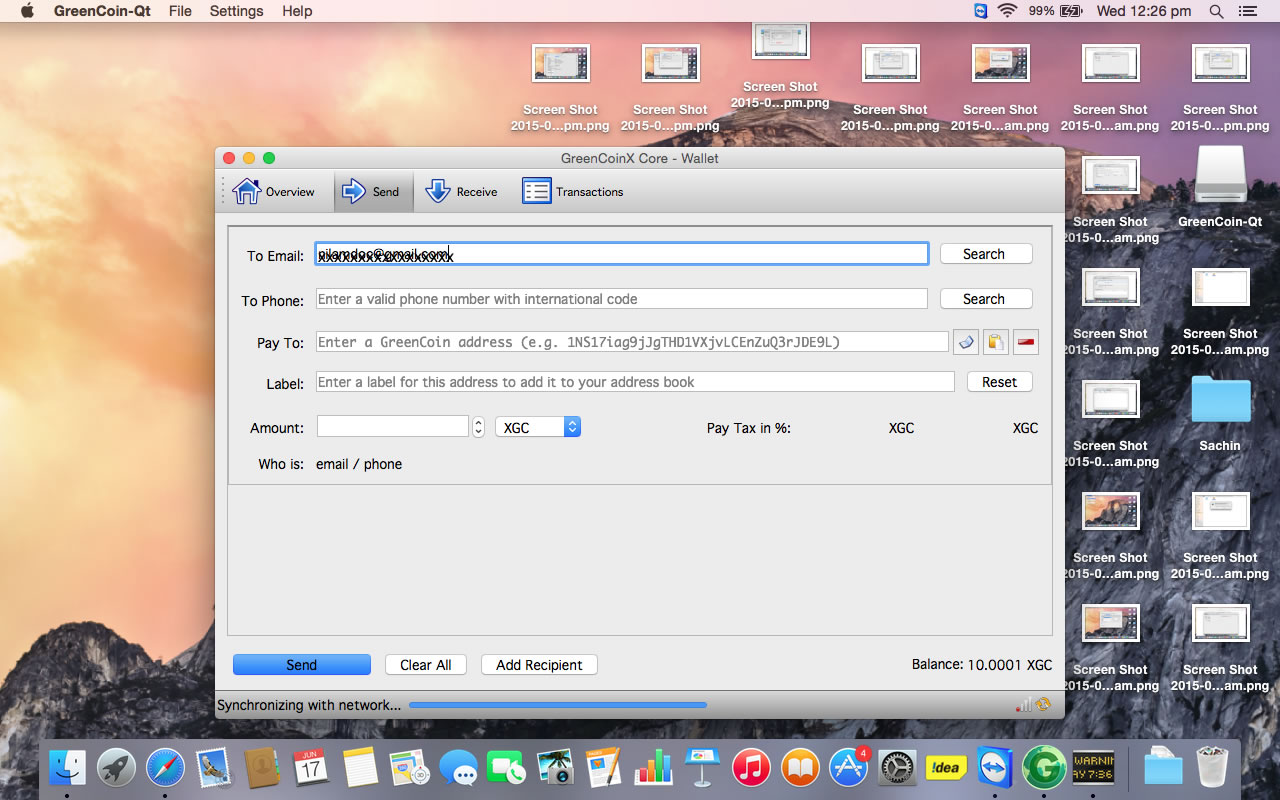 GreenCoin-Qt File Settings Help 99% Wed 12:26 pm
Screen Shot
2015-0...pm.png
Screen Shot
2015-0...pm.png
Screen Shot
2015-0...pm.png
Screen Shot
2015-0...pm.png
Screen Shot
2015-0...am.png
Screen Shot
2015-0...am.png
Screen Shot
2015-0...pm.png
GreenCoinX Core - Wallet
Overview Send Receive Transactions
To Email: Search
To Phone: Enter a valid phone number with international code Search
Pay To: Enter a GreenCoin address (e.g. 1NS17iag9jJgTHD1VXjvLCEnZuQ3rJDE9L)
Label: Enter a label for this address to add it to your address book Reset
Amount: XGC Pay Tax in %: XGC XGC
Who is: email / phone
Send Clear All Add Recipient Balance: 10.0001 XGC
Synchronizing with network...
Screen Shot
2015-0...pm.png
GreenCoin-Qt
Screen Shot
2015-0...am.png
Screen Shot
2015-0...pm.png
Screen Shot
2015-0...am.png
Sachin
Screen Shot
2015-0...am.png
Screen Shot
2015-0...pm.png
Screen Shot
2015-0...am.png
Screen Shot
2015-0...pm.png
JUN
17
4
!dea
WARNIN
AY 7:36